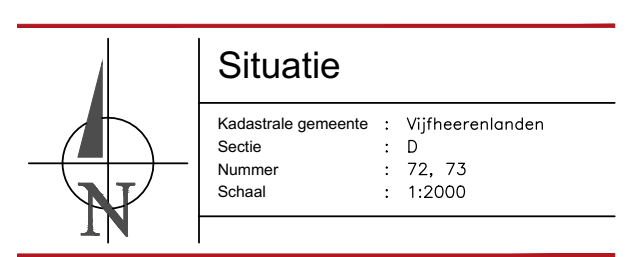 Situatie
Kadastrale gemeente : Vijfheerenlanden
Sectie : D
Nummer : 72, 73
Schaal : 1:2000
N